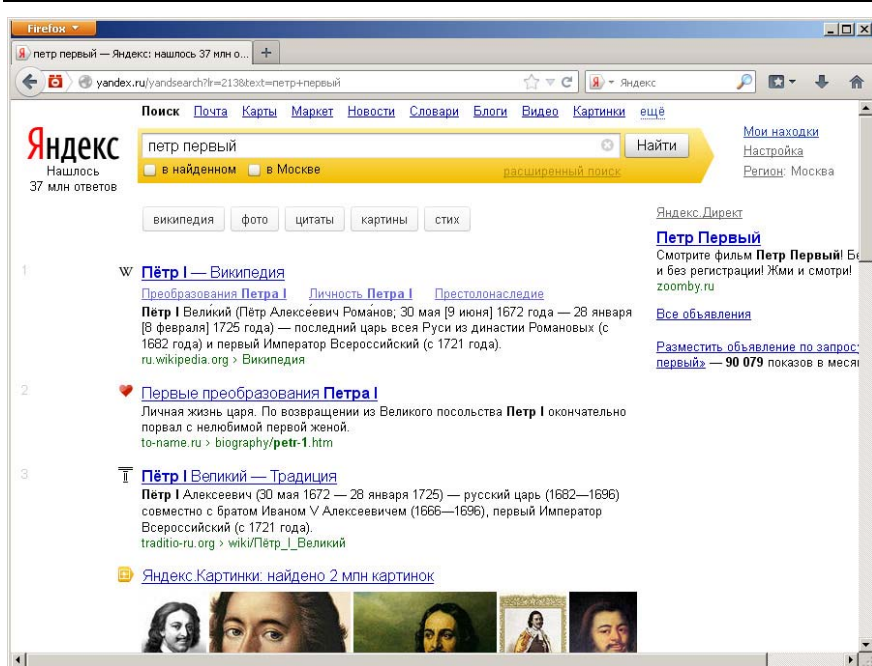 Firefox
петр первый — Яндекс: нашлось 37 млн о...
yandex.ru/yandsearch?lr=213&text=петр+первый
Яндекс
Поиск Почта Карты Маркет Новости Словари Блоги Видео Картинки ещё
Яндекс
Нашлось
37 млн ответов
петр первый
Найти
в найденном в Москве
расширенный поиск
Мои находки
Настройка
Регион: Москва
википедия фото цитаты картины стих
1
Пётр I — Википедия
Преобразования Петра I Личность Петра I Престолонаследие
Пётр I Вели́кий (Пётр Алексе́евич Рома́нов; 30 мая [9 июня] 1672 года — 28 января
[8 февраля] 1725 года) — последний царь всея Руси из династии Романовых (с
1682 года) и первый Император Всероссийский (с 1721 года).
ru.wikipedia.org › Википедия
2
Первые преобразования Петра I
Личная жизнь царя. По возвращении из Великого посольства Петр I окончательно
порвал с нелюбимой первой женой.
to-name.ru › biography/petr-1.htm
3
Пётр I Великий — Традиция
Пётр I Алексеевич (30 мая 1672 — 28 января 1725) — русский царь (1682—1696)
совместно с братом Иваном V Алексеевичем (1666—1696), первый Император
Всероссийский (с 1721 года).
traditio-ru.org › wiki/Пётр_I_Великий
Яндекс.Картинки: найдено 2 млн картинок
Яндекс.Директ
Петр Первый
Смотрите фильм Петр Первый! Бе
и без регистрации! Жми и смотри!
zoomby.ru
Все объявления
Разместить объявление по запрос
первый» — 90 079 показов в меся